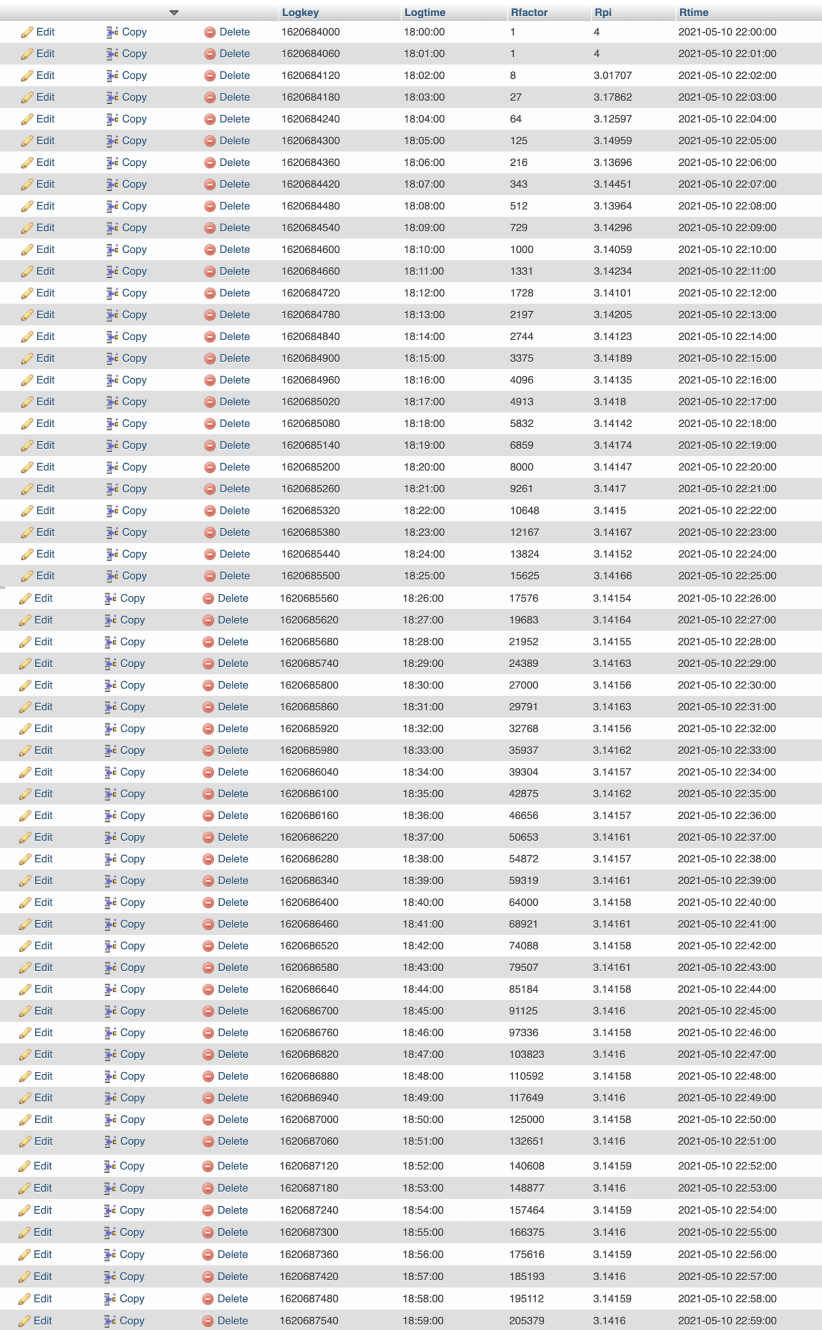 Logkey Logtime Rfactor Rpi Rtime
Edit Copy Delete 1620684000 18:00:00 1 4 2021-05-10 22:00:00
Edit Copy Delete 1620684060 18:01:00 1 4 2021-05-10 22:01:00
Edit Copy Delete 1620684120 18:02:00 8 3.01707 2021-05-10 22:02:00
Edit Copy Delete 1620684180 18:03:00 27 3.17862 2021-05-10 22:03:00
Edit Copy Delete 1620684240 18:04:00 64 3.12597 2021-05-10 22:04:00
Edit Copy Delete 1620684300 18:05:00 125 3.14959 2021-05-10 22:05:00
Edit Copy Delete 1620684360 18:06:00 216 3.13696 2021-05-10 22:06:00
Edit Copy Delete 1620684420 18:07:00 343 3.14451 2021-05-10 22:07:00
Edit Copy Delete 1620684480 18:08:00 512 3.13964 2021-05-10 22:08:00
Edit Copy Delete 1620684540 18:09:00 729 3.14296 2021-05-10 22:09:00
Edit Copy Delete 1620684600 18:10:00 1000 3.14059 2021-05-10 22:10:00
Edit Copy Delete 1620684660 18:11:00 1331 3.14234 2021-05-10 22:11:00
Edit Copy Delete 1620684720 18:12:00 1728 3.14101 2021-05-10 22:12:00
Edit Copy Delete 1620684780 18:13:00 2197 3.14205 2021-05-10 22:13:00
Edit Copy Delete 1620684840 18:14:00 2744 3.14123 2021-05-10 22:14:00
Edit Copy Delete 1620684900 18:15:00 3375 3.14189 2021-05-10 22:15:00
Edit Copy Delete 1620684960 18:16:00 4096 3.14135 2021-05-10 22:16:00
Edit Copy Delete 1620685020 18:17:00 4913 3.1418 2021-05-10 22:17:00
Edit Copy Delete 1620685080 18:18:00 5832 3.14142 2021-05-10 22:18:00
Edit Copy Delete 1620685140 18:19:00 6859 3.14174 2021-05-10 22:19:00
Edit Copy Delete 1620685200 18:20:00 8000 3.14147 2021-05-10 22:20:00
Edit Copy Delete 1620685260 18:21:00 9261 3.1417 2021-05-10 22:21:00
Edit Copy Delete 1620685320 18:22:00 10648 3.1415 2021-05-10 22:22:00
Edit Copy Delete 1620685380 18:23:00 12167 3.14167 2021-05-10 22:23:00
Edit Copy Delete 1620685440 18:24:00 13824 3.14152 2021-05-10 22:24:00
Edit Copy Delete 1620685500 18:25:00 15625 3.14166 2021-05-10 22:25:00
Edit Copy Delete 1620685560 18:26:00 17576 3.14154 2021-05-10 22:26:00
Edit Copy Delete 1620685620 18:27:00 19683 3.14164 2021-05-10 22:27:00
Edit Copy Delete 1620685680 18:28:00 21952 3.14155 2021-05-10 22:28:00
Edit Copy Delete 1620685740 18:29:00 24389 3.14163 2021-05-10 22:29:00
Edit Copy Delete 1620685800 18:30:00 27000 3.14156 2021-05-10 22:30:00
Edit Copy Delete 1620685860 18:31:00 29791 3.14163 2021-05-10 22:31:00
Edit Copy Delete 1620685920 18:32:00 32768 3.14156 2021-05-10 22:32:00
Edit Copy Delete 1620685980 18:33:00 35937 3.14162 2021-05-10 22:33:00
Edit Copy Delete 1620686040 18:34:00 39304 3.14157 2021-05-10 22:34:00
Edit Copy Delete 1620686100 18:35:00 42875 3.14162 2021-05-10 22:35:00
Edit Copy Delete 1620686160 18:36:00 46656 3.14157 2021-05-10 22:36:00
Edit Copy Delete 1620686220 18:37:00 50653 3.14161 2021-05-10 22:37:00
Edit Copy Delete 1620686280 18:38:00 54872 3.14157 2021-05-10 22:38:00
Edit Copy Delete 1620686340 18:39:00 59319 3.14161 2021-05-10 22:39:00
Edit Copy Delete 1620686400 18:40:00 64000 3.14158 2021-05-10 22:40:00
Edit Copy Delete 1620686460 18:41:00 68921 3.14161 2021-05-10 22:41:00
Edit Copy Delete 1620686520 18:42:00 74088 3.14158 2021-05-10 22:42:00
Edit Copy Delete 1620686580 18:43:00 79507 3.14161 2021-05-10 22:43:00
Edit Copy Delete 1620686640 18:44:00 85184 3.14158 2021-05-10 22:44:00
Edit Copy Delete 1620686700 18:45:00 91125 3.1416 2021-05-10 22:45:00
Edit Copy Delete 1620686760 18:46:00 97336 3.14158 2021-05-10 22:46:00
Edit Copy Delete 1620686820 18:47:00 103823 3.1416 2021-05-10 22:47:00
Edit Copy Delete 1620686880 18:48:00 110592 3.14158 2021-05-10 22:48:00
Edit Copy Delete 1620686940 18:49:00 117649 3.1416 2021-05-10 22:49:00
Edit Copy Delete 1620687000 18:50:00 125000 3.14158 2021-05-10 22:50:00
Edit Copy Delete 1620687060 18:51:00 132651 3.1416 2021-05-10 22:51:00
Edit Copy Delete 1620687120 18:52:00 140608 3.14159 2021-05-10 22:52:00
Edit Copy Delete 1620687180 18:53:00 148877 3.1416 2021-05-10 22:53:00
Edit Copy Delete 1620687240 18:54:00 157464 3.14159 2021-05-10 22:54:00
Edit Copy Delete 1620687300 18:55:00 166375 3.1416 2021-05-10 22:55:00
Edit Copy Delete 1620687360 18:56:00 175616 3.14159 2021-05-10 22:56:00
Edit Copy Delete 1620687420 18:57:00 185193 3.1416 2021-05-10 22:57:00
Edit Copy Delete 1620687480 18:58:00 195112 3.14159 2021-05-10 22:58:00
Edit Copy Delete 1620687540 18:59:00 205379 3.1416 2021-05-10 22:59:00